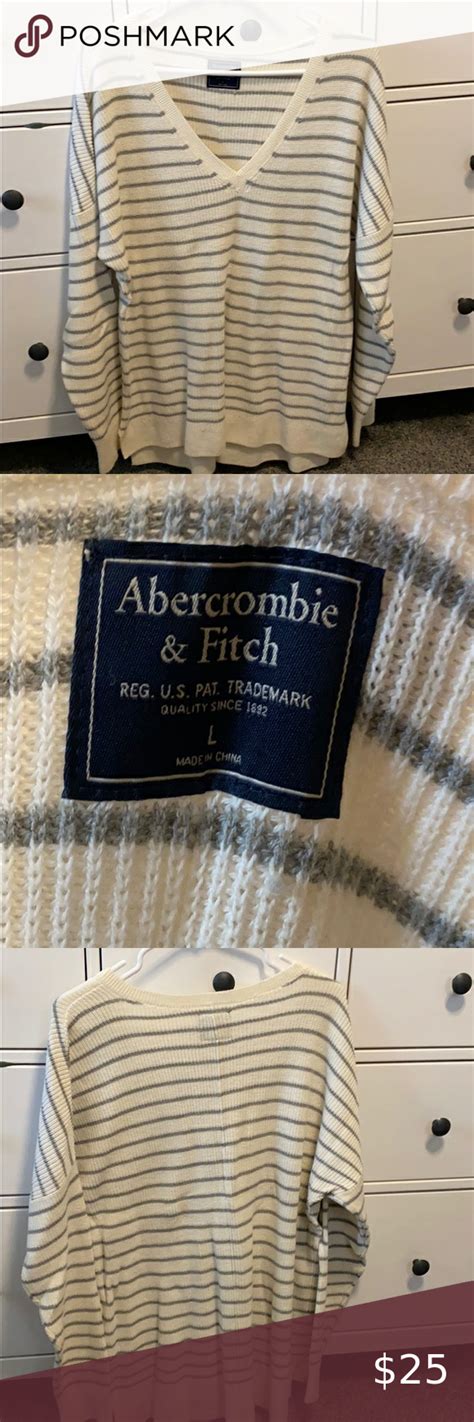 POSHMARK
Abercrombie
& Fitch
REG. U.S. PAT. TRADEMARK
QUALITY SINCE 1892
L
MADE IN CHINA
$25